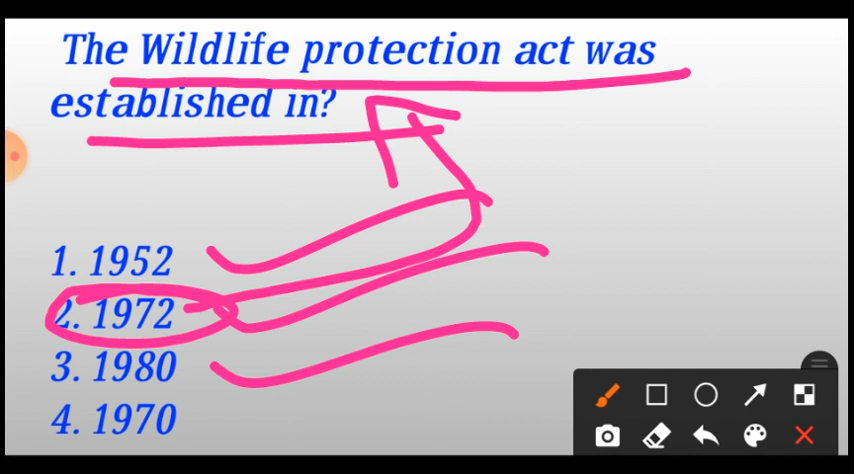 The Wildlife protection act was
established in?
1. 1952
2. 1972
3. 1980
4. 1970